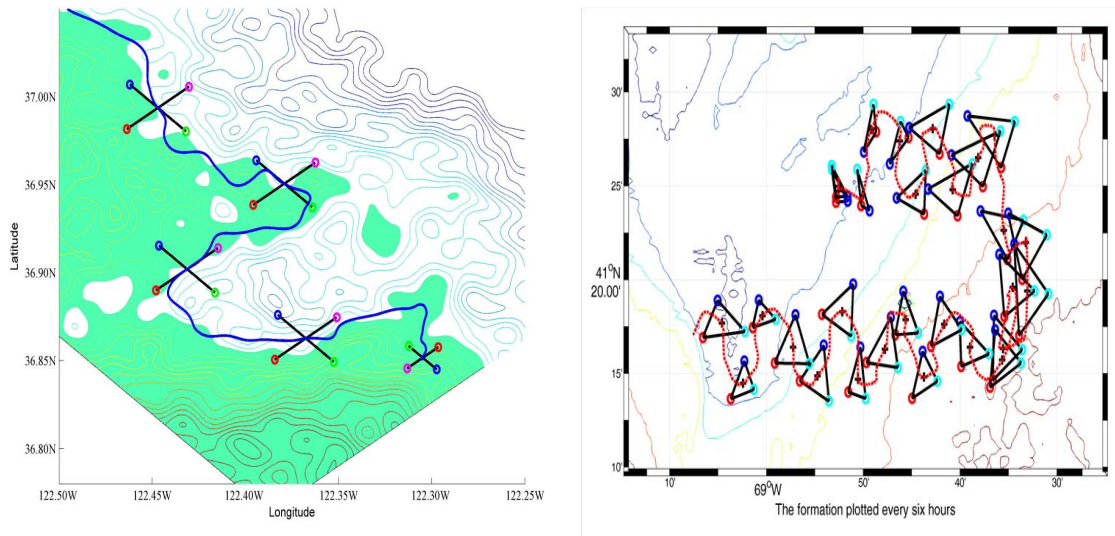 37.00N
36.95N
36.90N
36.85N
36.80N
Latitude
122.50W 122.45W 122.40W 122.35W 122.30W 122.25W
Longitude
30'
25'
41°N
20.00'
15'
10'
10' 69°W 50' 40' 30'
The formation plotted every six hours